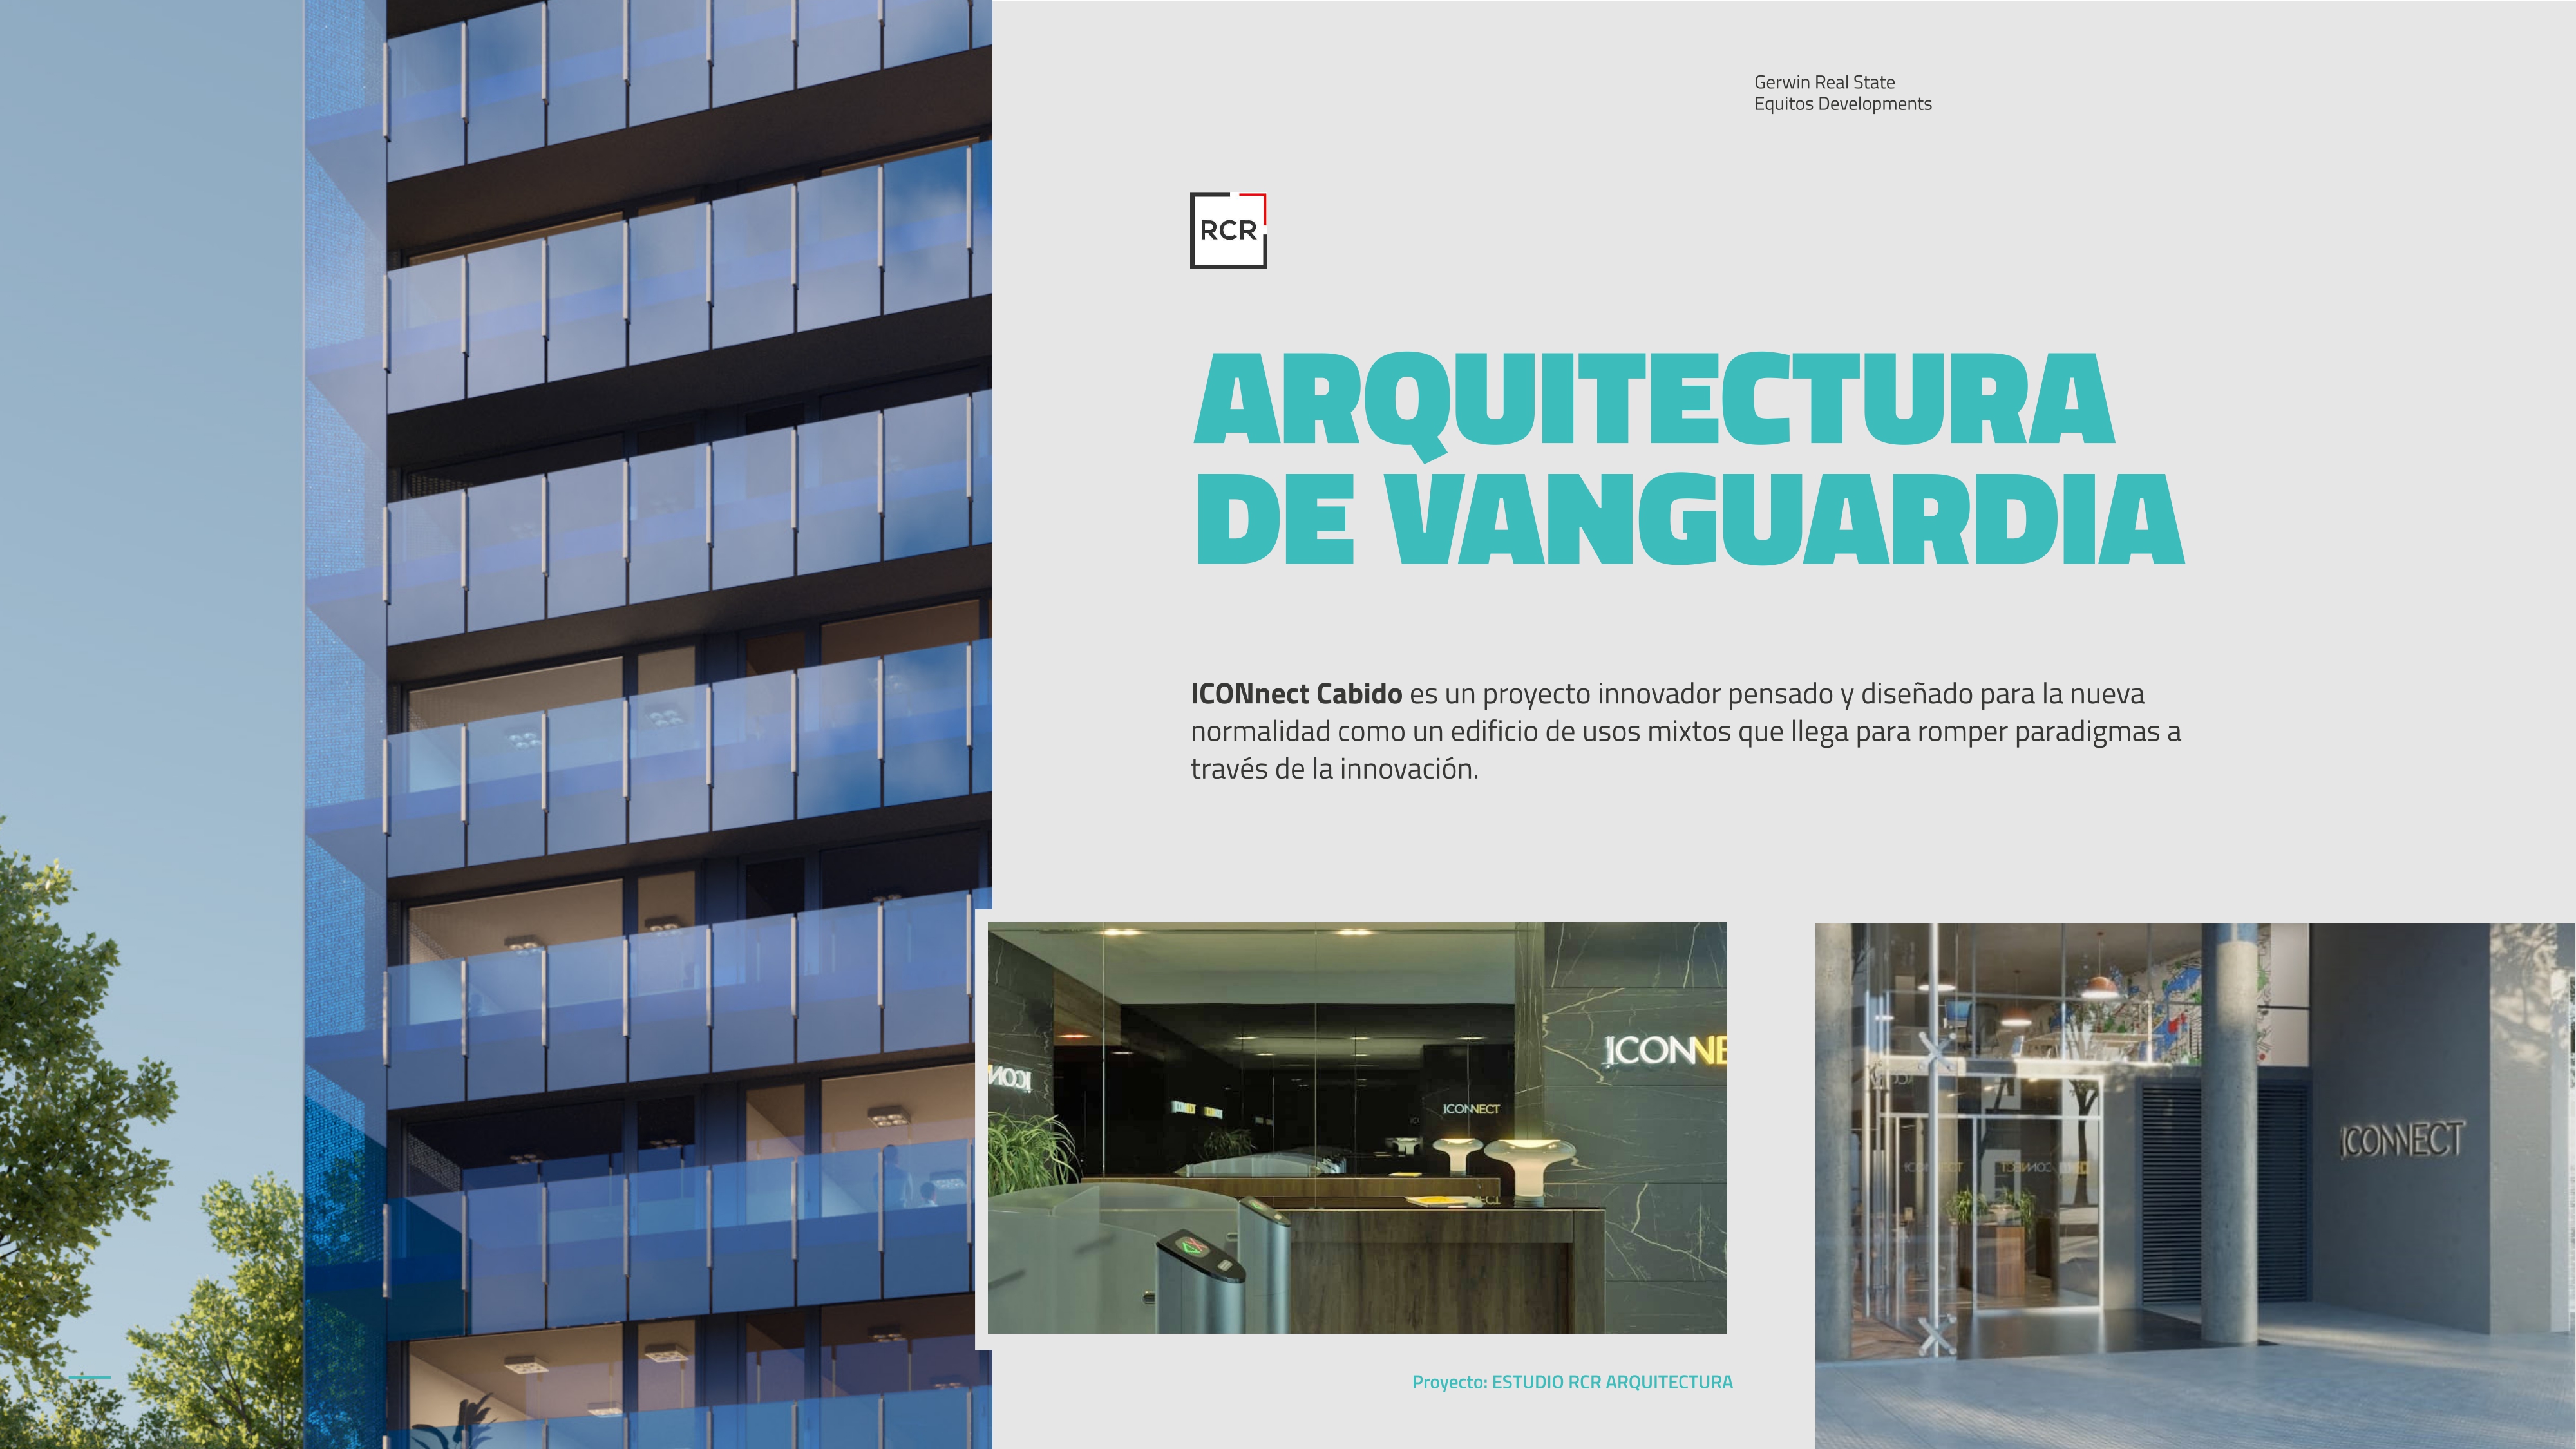 Gerwin Real State
Equitos Developments
RCR
ARQUITECTURA
DE VANGUARDIA
ICONnect Cabido es un proyecto innovador pensado y diseñado para la nueva
normalidad como un edificio de usos mixtos que llega para romper paradigmas a
través de la innovación.
ICONNE
ICONNECT
ICONNECT
Proyecto: ESTUDIO RCR ARQUITECTURA